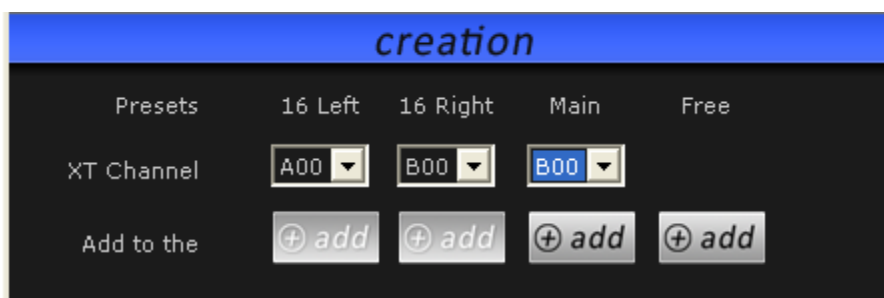 creation
Presets 16 Left 16 Right Main Free
XT Channel A00 B00 B00
Add to the add add add add